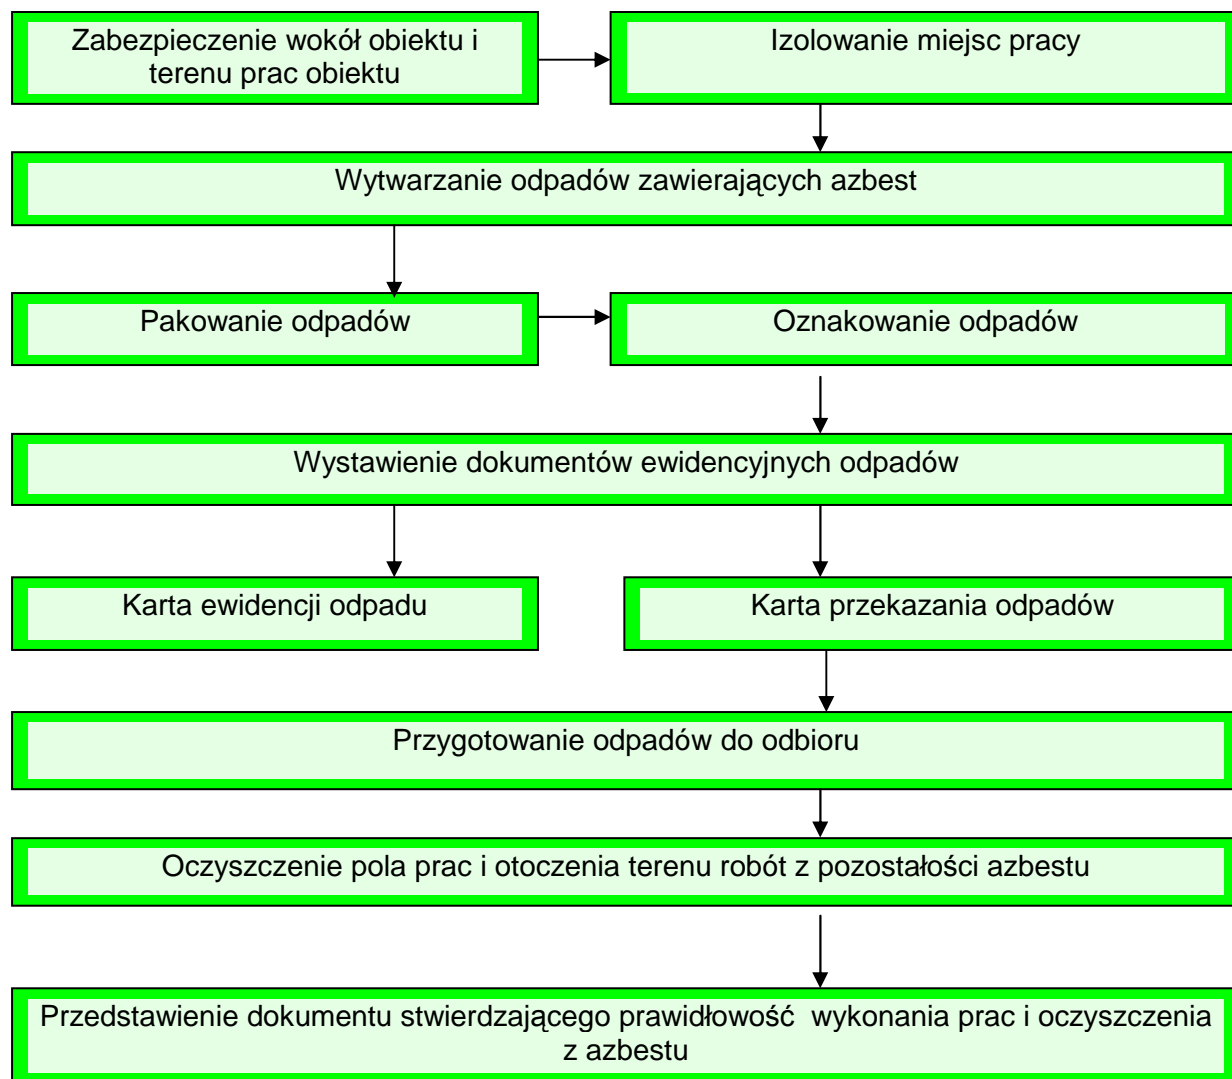 Zabezpieczenie wokół obiektu i
terenu prac obiektu
Izolowanie miejsc pracy
Wytwarzanie odpadów zawierających azbest
Pakowanie odpadów
Oznakowanie odpadów
Wystawienie dokumentów ewidencyjnych odpadów
Karta ewidencji odpadu
Karta przekazania odpadów
Przygotowanie odpadów do odbioru
Oczyszczenie pola prac i otoczenia terenu robót z pozostałości azbestu
Przedstawienie dokumentu stwierdzającego prawidłowość wykonania prac i oczyszczenia
z azbestu